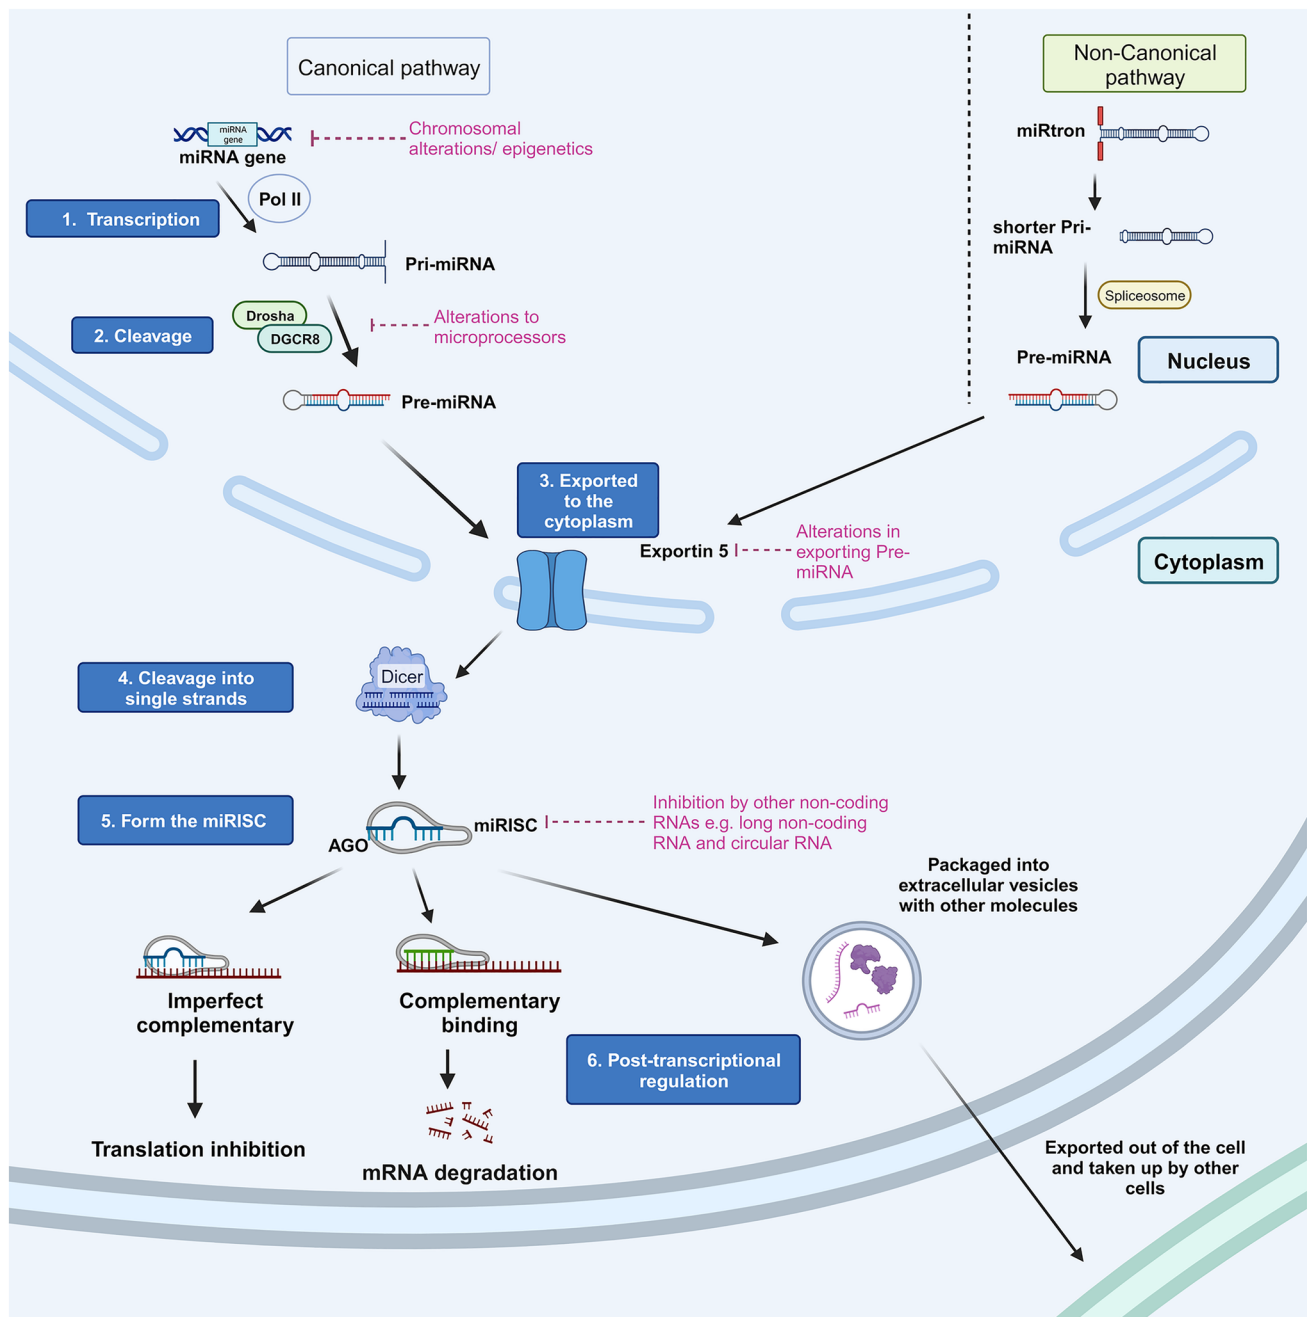 Canonical pathway
Non-Canonical
pathway
miRNA
gene
miRNA gene
Chromosomal
alterations/ epigenetics
miRtron
Pol II
1. Transcription
shorter Pri-
miRNA
Pri-miRNA
Spliceosome
Drosha
DGCR8
2. Cleavage
Alterations to
microprocessors
Pre-miRNA
Nucleus
Pre-miRNA
3. Exported
to the
cytoplasm
Exportin 5
Alterations in
exporting Pre-
miRNA
Cytoplasm
4. Cleavage into
single strands
Dicer
5. Form the miRISC
AGO
miRISC
Inhibition by other non-coding
RNAs e.g. long non-coding
RNA and circular RNA
Packaged into
extracellular vesicles
with other molecules
Imperfect
complementary
Complementary
binding
6. Post-transcriptional
regulation
Translation inhibition
mRNA degradation
Exported out of the cell
and taken up by other
cells